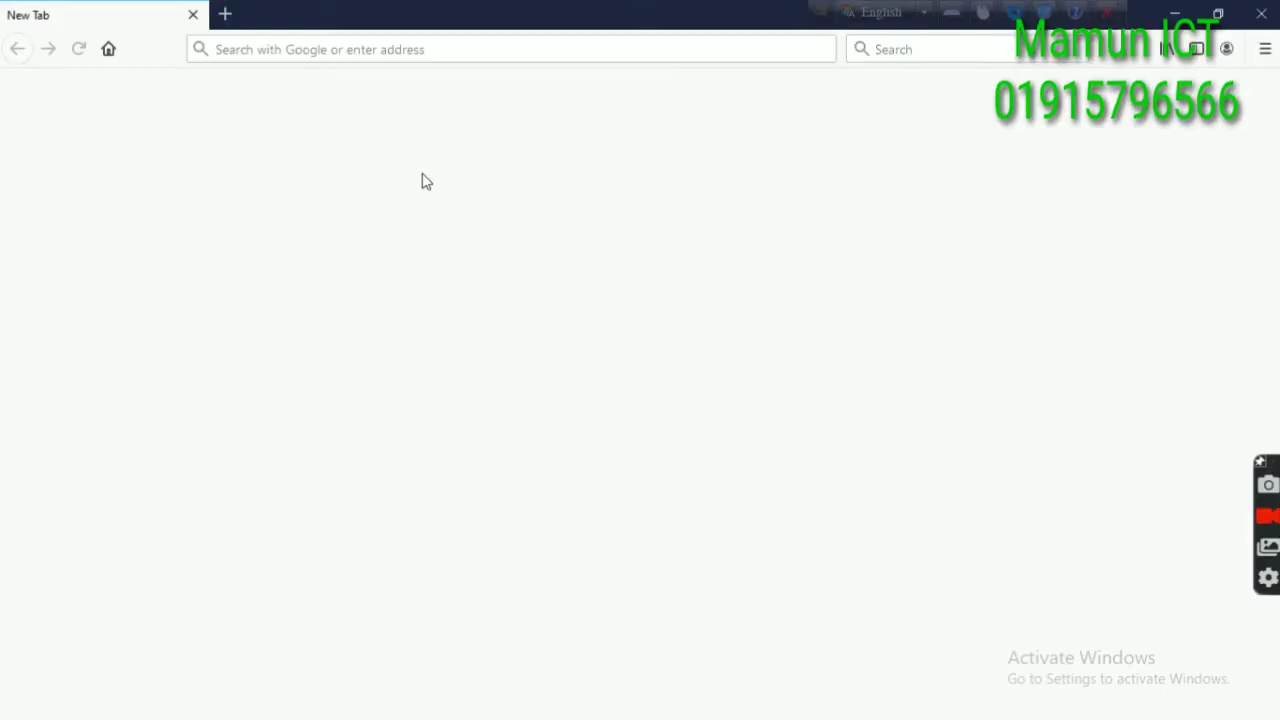 New Tab
English
Search with Google or enter address
Search
Mamun ICT
01915796566
Activate Windows
Go to Settings to activate Windows.